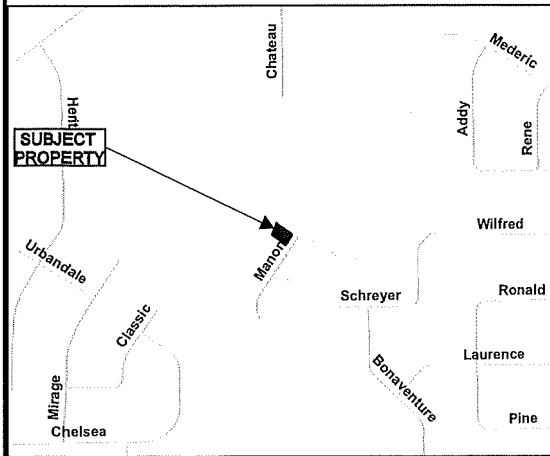 Chateau
Mederic
Addy
Rene
Herit
SUBJECT
PROPERTY
Wilfred
Manor
Urbandale
Schreyer
Ronald
Classic
Laurence
Bonaventure
Mirage
Chelsea
Pine